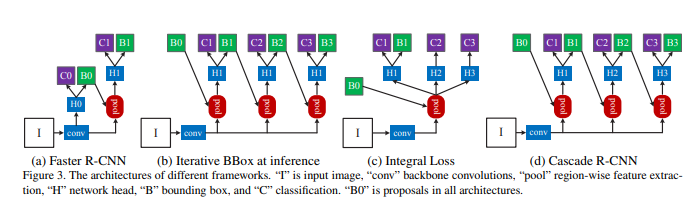 C1 B1 B0 C1 B1 C2 B2 C3 B3 C1 B1 C2 C3 B0 C1 B1 C2 B2 C3 B3
C0 B0 H1 H1 H1 H1 H1 H2 H3 H1 H2 H3
B0
H0 pool pool pool pool pool pool pool pool
I conv I conv I conv I conv
(a) Faster R-CNN (b) Iterative BBox at inference (c) Integral Loss (d) Cascade R-CNN
Figure 3. The architectures of different frameworks. “I” is input image, “conv” backbone convolutions, “pool” region-wise feature extrac-
tion, “H” network head, “B” bounding box, and “C” classification. “B0” is proposals in all architectures.